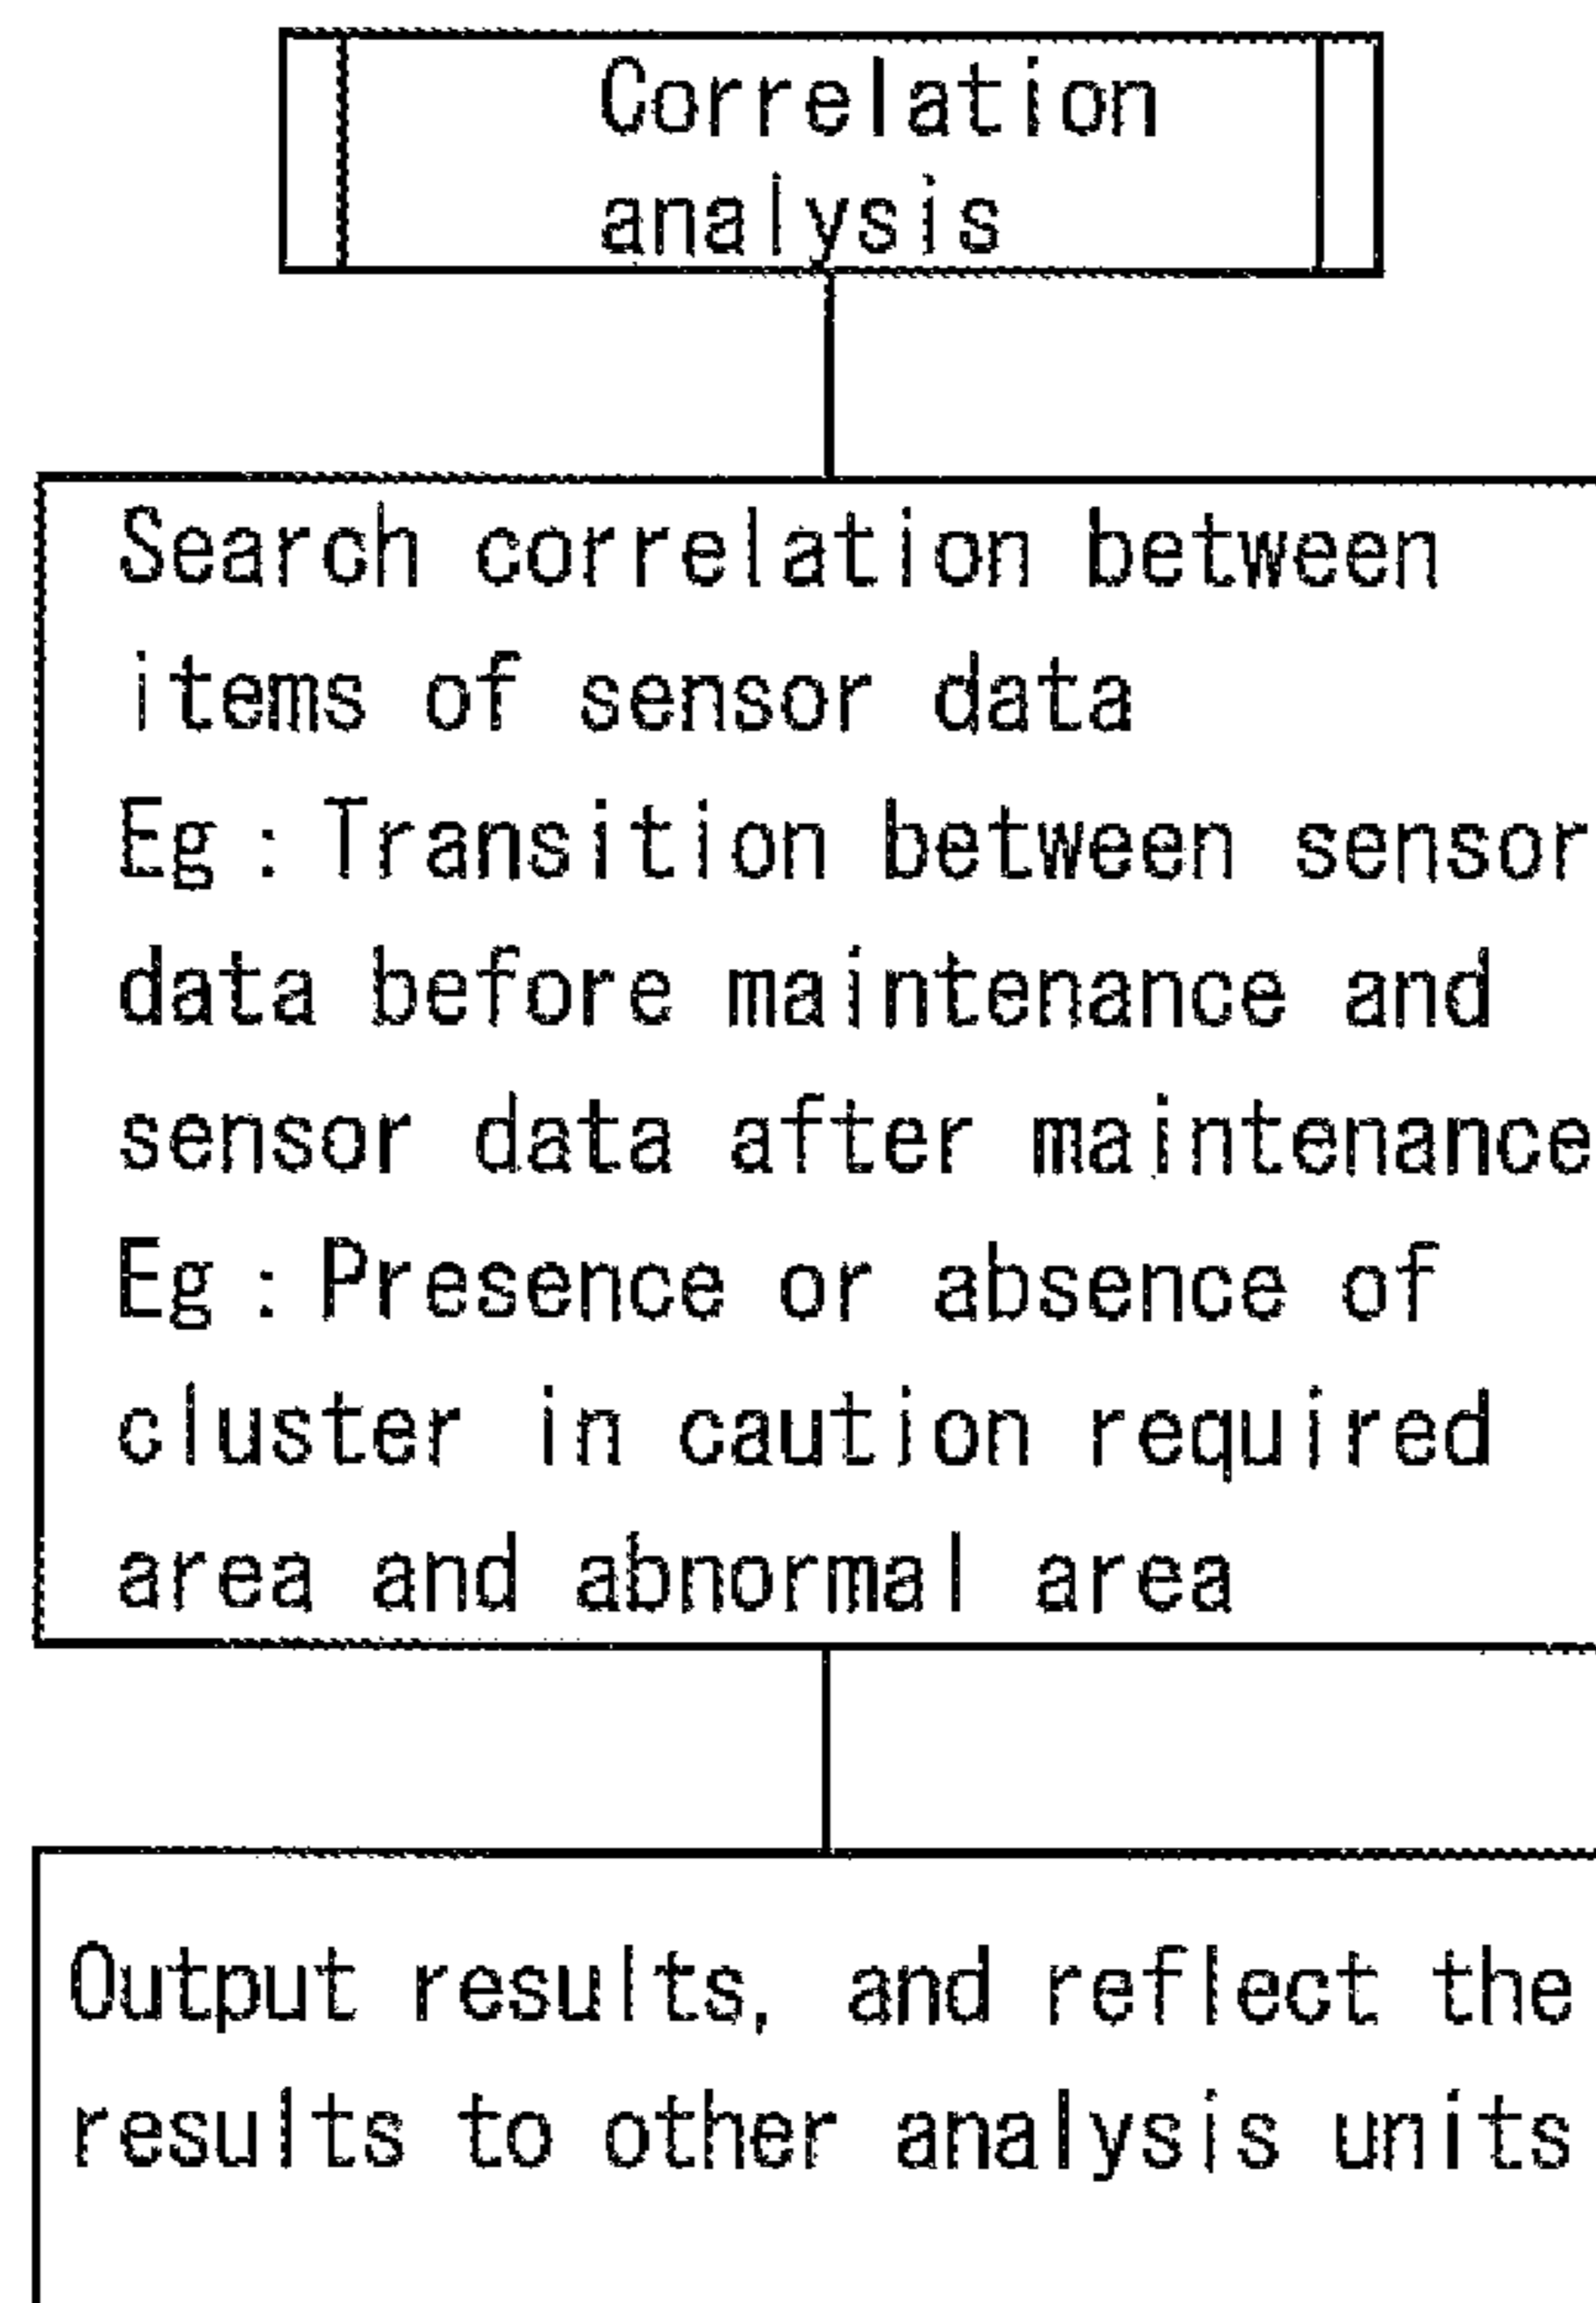 Correlation
analysis
Search correlation between
items of sensor data
Eg : Transition between sensor
data before maintenance and
sensor data after maintenance
Eg : Presence or absence of
cluster in caution required
area and abnormal area
Output results, and reflect the
results to other analysis units